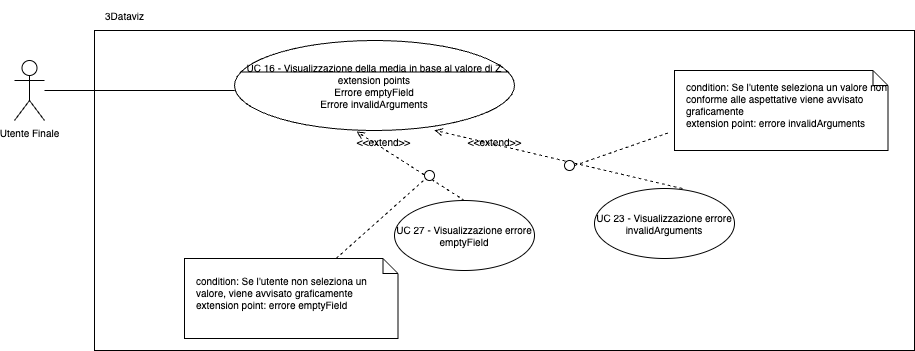 3Dataviz
UC 16 - Visualizzazione della media in base al valore di Z
extension points
Errore emptyField
Errore invalidArguments
Utente Finale
condition: Se l'utente seleziona un valore non
conforme alle aspettative viene avvisato
graficamente
extension point: errore invalidArguments
<<extend>>
<<extend>>
UC 27 - Visualizzazione errore
emptyField
UC 23 - Visualizzazione errore
invalidArguments
condition: Se l'utente non seleziona un
valore, viene avvisato graficamente
extension point: errore emptyField